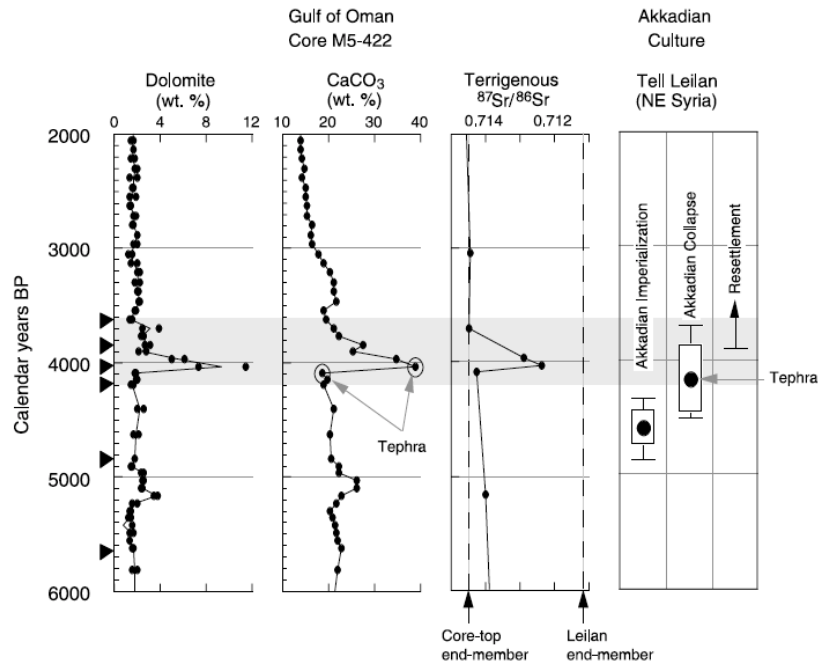 Gulf of Oman
Core M5-422
Akkadian
Culture
Dolomite
(wt. %)
CaCO₃
(wt. %)
Terrigenous
⁸⁷Sr/⁸⁶Sr
Tell Leilan
(NE Syria)
0 4 8 12
10 20 30 40
0,714 0,712
2000
3000
4000
5000
6000
Calendar years BP
Tephra
Akkadian Imperialization
Akkadian Collapse
Resettlement
Tephra
Core-top
end-member
Leilan
end-member